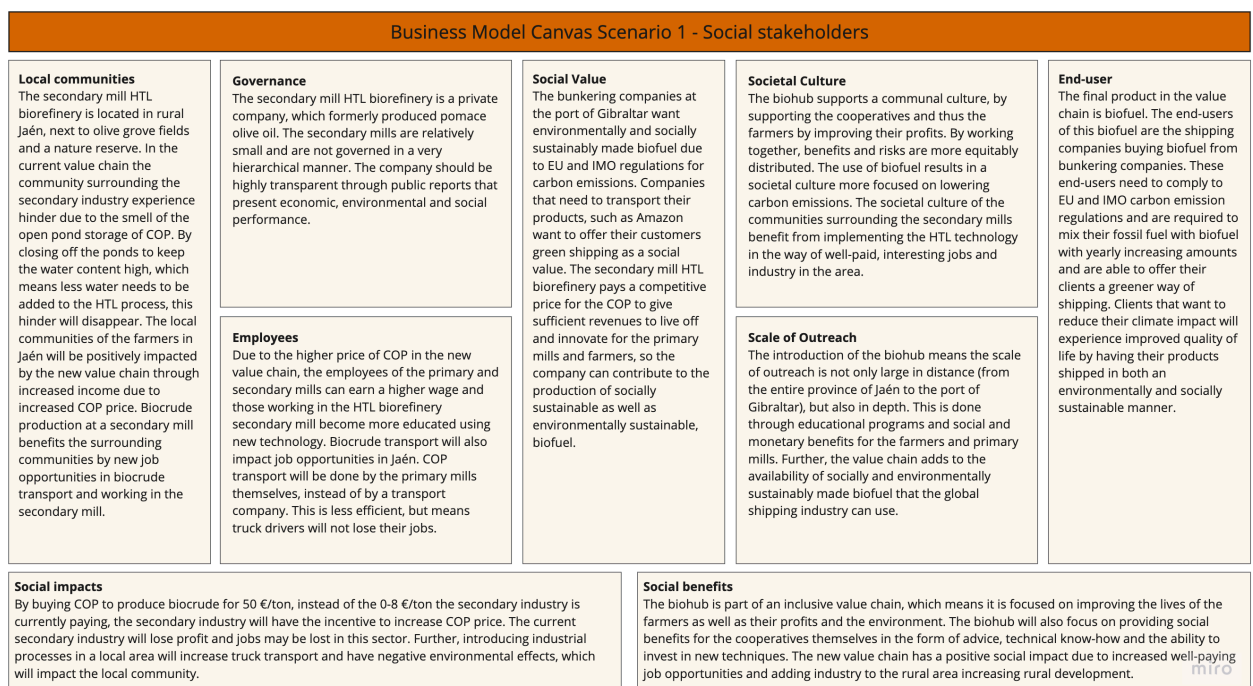 Business Model Canvas Scenario 1 - Social stakeholders
Local communities
The secondary mill HTL
biorefinery is located in rural
Jaén, next to olive grove fields
and a nature reserve. In the
current value chain the
community surrounding the
secondary industry experience
hinder due to the smell of the
open pond storage of COP. By
closing off the ponds to keep
the water content high, which
means less water needs to be
added to the HTL process, this
hinder will disappear. The local
communities of the farmers in
Jaén will be positively impacted
by the new value chain through
increased income due to
increased COP price. Biocrude
production at a secondary mill
benefits the surrounding
communities by new job
opportunities in biocrude
transport and working in the
secondary mill.
Governance
The secondary mill HTL biorefinery is a private
company, which formerly produced pomace
olive oil. The secondary mills are relatively
small and are not governed in a very
hierarchical manner. The company should be
highly transparent through public reports that
present economic, environmental and social
performance.
Employees
Due to the higher price of COP in the new
value chain, the employees of the primary and
secondary mills can earn a higher wage and
those working in the HTL biorefinery
secondary mill become more educated using
new technology. Biocrude transport will also
impact job opportunities in Jaén. COP
transport will be done by the primary mills
themselves, instead of by a transport
company. This is less efficient, but means
truck drivers will not lose their jobs.
Social Value
The bunkering companies at
the port of Gibraltar want
environmentally and socially
sustainably made biofuel due
to EU and IMO regulations for
carbon emissions. Companies
that need to transport their
products, such as Amazon
want to offer their customers
green shipping as a social
value. The secondary mill HTL
biorefinery pays a competitive
price for the COP to give
sufficient revenues to live off
and innovate for the primary
mills and farmers, so the
company can contribute to the
production of socially
sustainable as well as
environmentally sustainable,
biofuel.
Societal Culture
The biohub supports a communal culture, by
supporting the cooperatives and thus the
farmers by improving their profits. By working
together, benefits and risks are more equitably
distributed. The use of biofuel results in a
societal culture more focused on lowering
carbon emissions. The societal culture of the
communities surrounding the secondary mills
benefit from implementing the HTL technology
in the way of well-paid, interesting jobs and
industry in the area.
Scale of Outreach
The introduction of the biohub means the scale
of outreach is not only large in distance (from
the entire province of Jaén to the port of
Gibraltar), but also in depth. This is done
through educational programs and social and
monetary benefits for the farmers and primary
mills. Further, the value chain adds to the
availability of socially and environmentally
sustainably made biofuel that the global
shipping industry can use.
End-user
The final product in the value
chain is biofuel. The end-users
of this biofuel are the shipping
companies buying biofuel from
bunkering companies. These
end-users need to comply to
EU and IMO carbon emission
regulations and are required to
mix their fossil fuel with biofuel
with yearly increasing amounts
and are able to offer their
clients a greener way of
shipping. Clients that want to
reduce their climate impact will
experience improved quality of
life by having their products
shipped in both an
environmentally and socially
sustainable manner.
Social impacts
By buying COP to produce biocrude for 50 €/ton, instead of the 0-8 €/ton the secondary industry is
currently paying, the secondary industry will have the incentive to increase COP price. The current
secondary industry will lose profit and jobs may be lost in this sector. Further, introducing industrial
processes in a local area will increase truck transport and have negative environmental effects, which
will impact the local community.
Social benefits
The biohub is part of an inclusive value chain, which means it is focused on improving the lives of the
farmers as well as their profits and the environment. The biohub will also focus on providing social
benefits for the cooperatives themselves in the form of advice, technical know-how and the ability to
invest in new techniques. The new value chain has a positive social impact due to increased well-paying
job opportunities and adding industry to the rural area increasing rural development.
miro